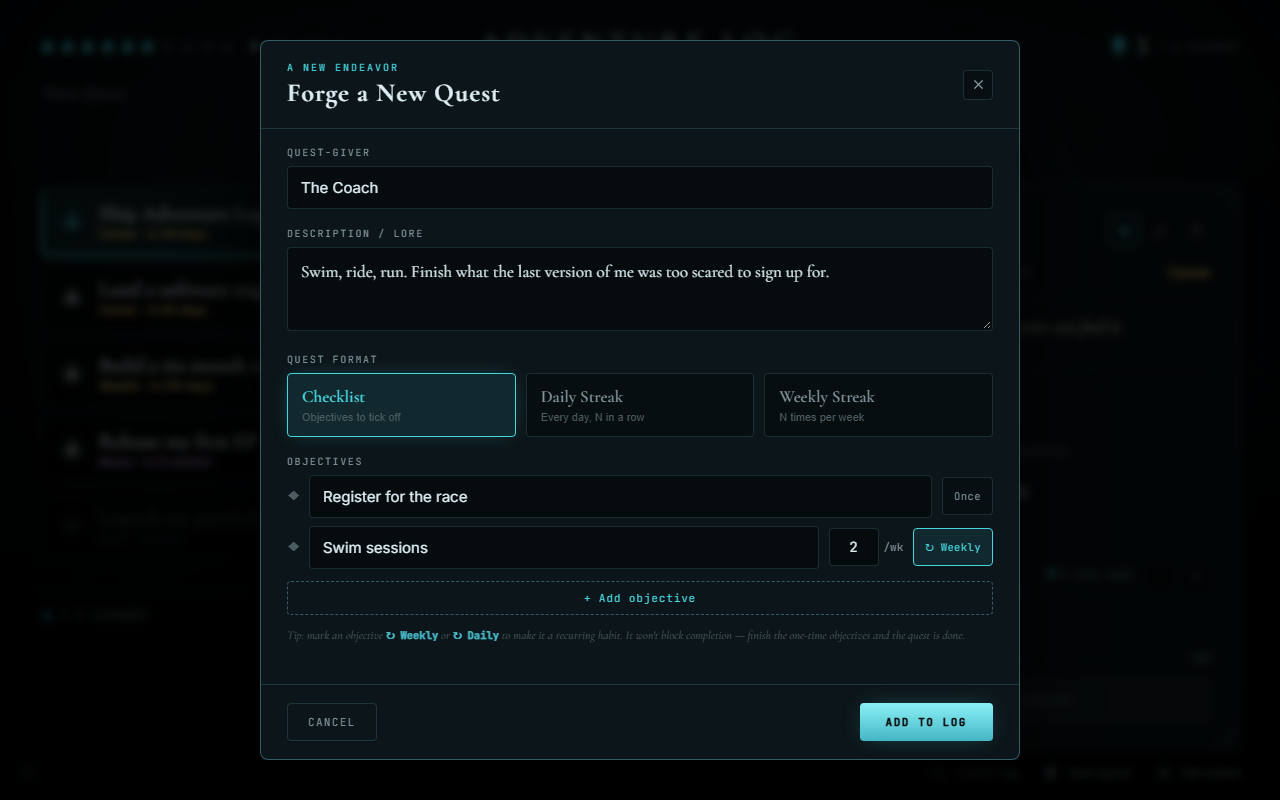 A NEW ENDEAVOR
Forge a New Quest
QUEST-GIVER
The Coach
DESCRIPTION / LORE
Swim, ride, run. Finish what the last version of me was too scared to sign up for.
QUEST FORMAT
Checklist
Objectives to tick off
Daily Streak
Every day, N in a row
Weekly Streak
N times per week
OBJECTIVES
Register for the race
Once
Swim sessions
2 /wk
↻ Weekly
+ Add objective
Tip: mark an objective ↻ Weekly or ↻ Daily to make it a recurring habit. It won't block completion — finish the one-time objectives and the quest is done.
CANCEL
ADD TO LOG